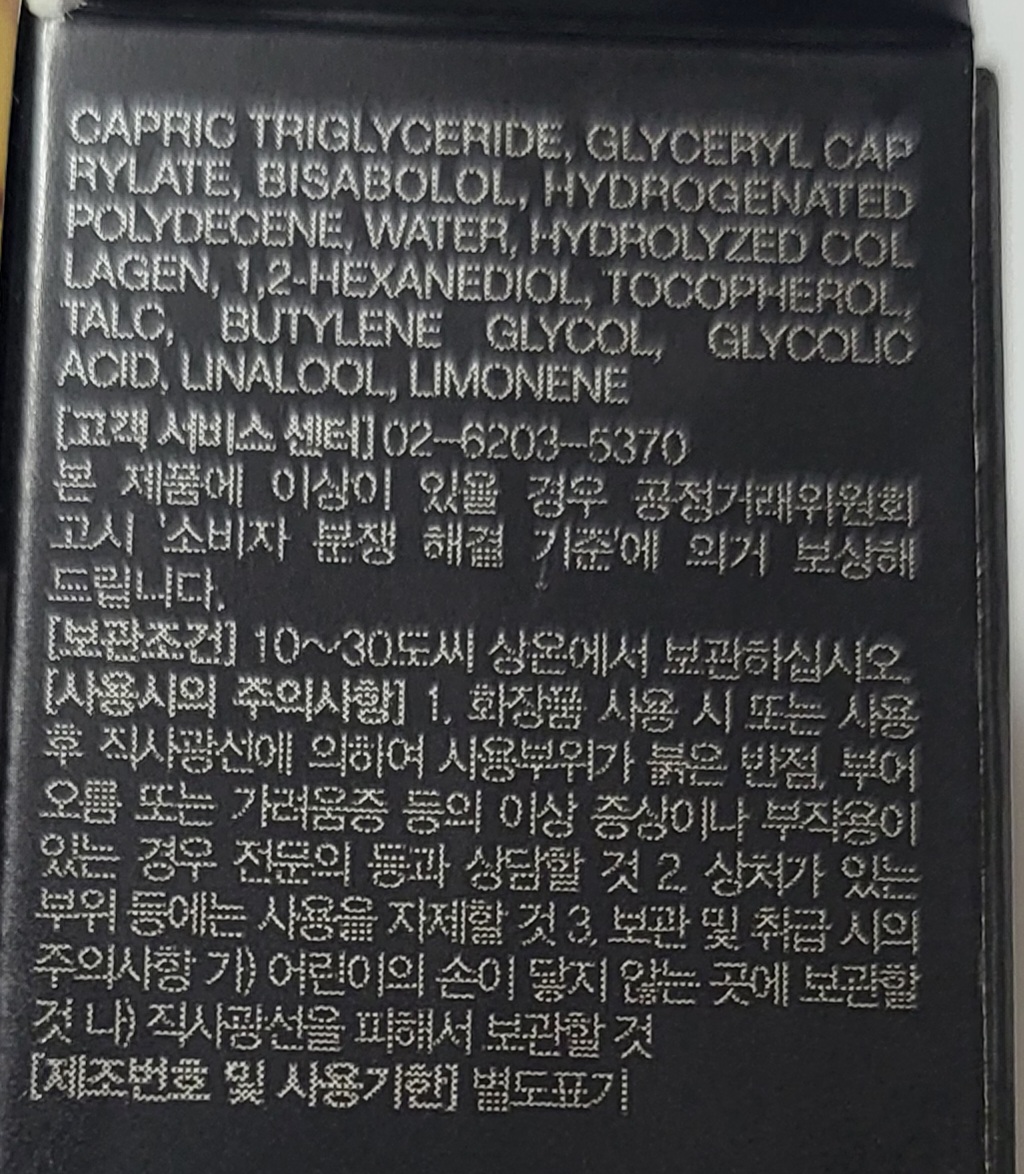 CAPRIC TRIGLYCERIDE, GLYCERYL CAP
RYLATE, BISABOLOL, HYDROGENATED
POLYDECENE, WATER, HYDROLYZED COL
LAGEN, 1,2-HEXANEDIOL, TOCOPHEROL,
TALC, BUTYLENE GLYCOL, GLYCOLIC
ACID, LINALOOL, LIMONENE
[고객 서비스 센터] 02-6203-5370
본 제품에 이상이 있을 경우 공정거래위원회
고시 '소비자 분쟁 해결 기준'에 의거 보상해
드립니다.
[보관조건] 10~30도씨 상온에서 보관하십시오
[사용시의 주의사항] 1. 화장품 사용 시 또는 사용
후 직사광선에 의하여 사용부위가 붉은 반점, 부어
오름 또는 가려움증 등의 이상 증상이나 부작용이
있는 경우 전문의 등과 상담할 것 2. 상처가 있는
부위 등에는 사용을 자제할 것 3. 보관 및 취급 시의
주의사항 가) 어린이의 손이 닿지 않는 곳에 보관할
것 나) 직사광선을 피해서 보관할 것
[제조번호 및 사용기한] 별도표기